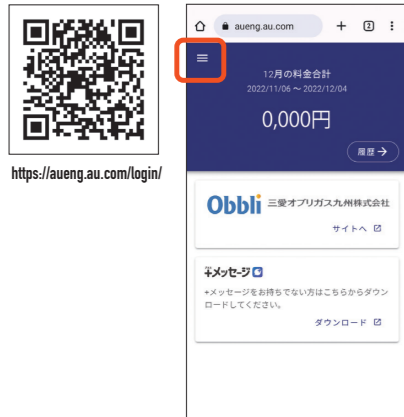 https://aueng.au.com/login/
aueng.au.com
2
12月の料金合計
2022/11/06 ～ 2022/12/04
0,000円
履歴
Obbli 三愛オブリガス九州株式会社
サイトへ
+メッセージ
+メッセージをお持ちでない方はこちらからダウン
ロードしてください。
ダウンロード